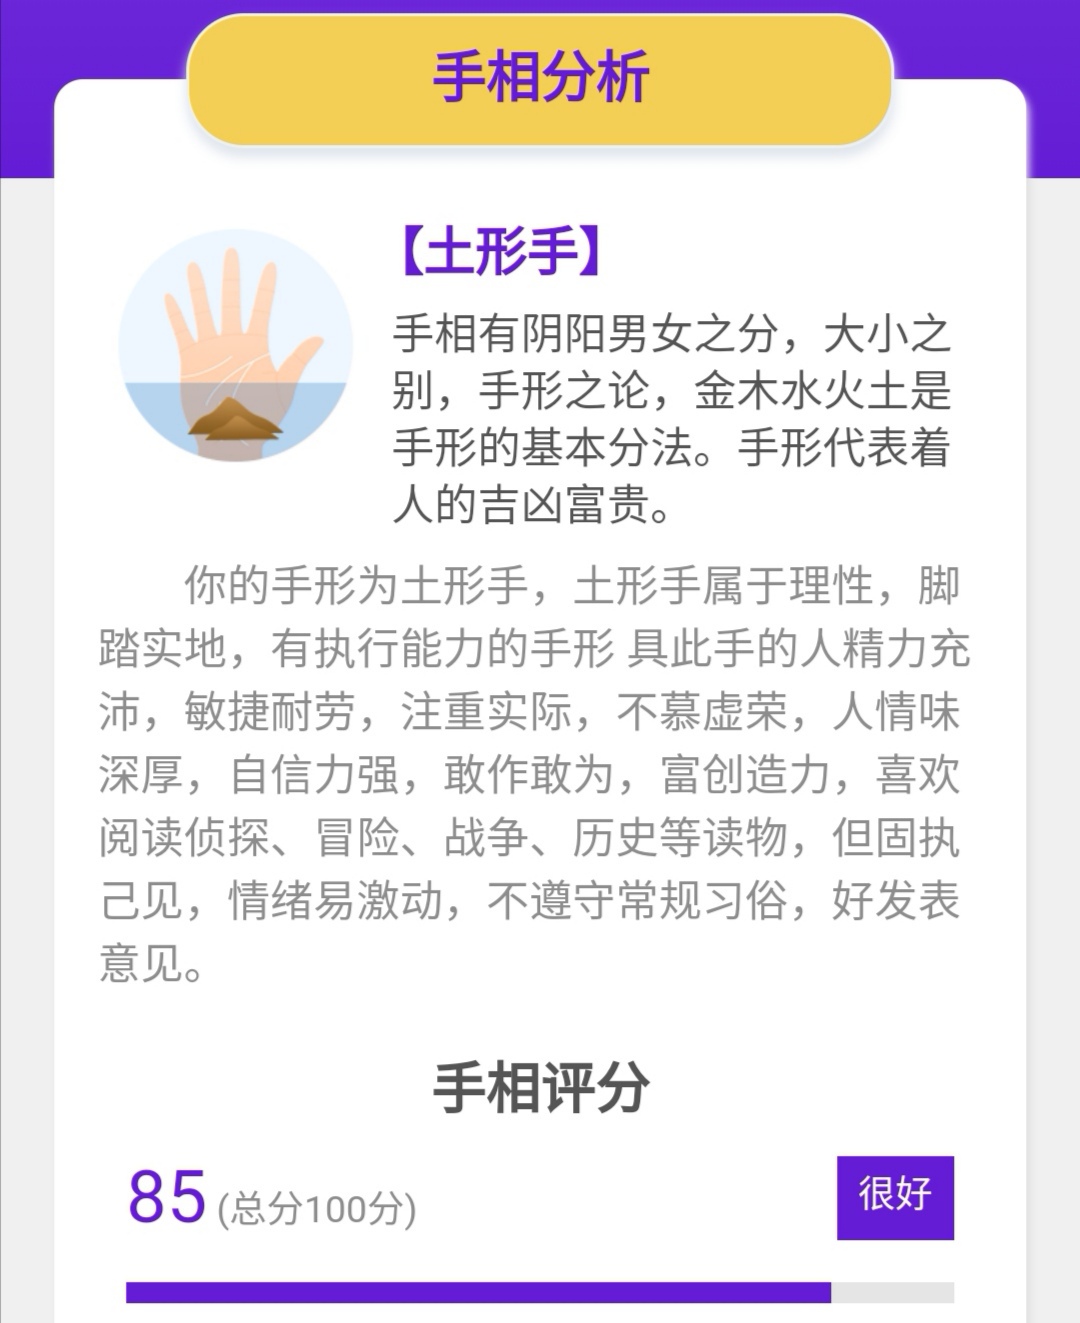 手相分析
【土形手】
手相有阴阳男女之分，大小之
别，手形之论，金木水火土是
手形的基本分法。手形代表着
人的吉凶富贵。
你的手形为土形手，土形手属于理性，脚
踏实地，有执行能力的手形 具此手的人精力充
沛，敏捷耐劳，注重实际，不慕虚荣，人情味
深厚，自信力强，敢作敢为，富创造力，喜欢
阅读侦探、冒险、战争、历史等读物，但固执
己见，情绪易激动，不遵守常规习俗，好发表
意见。
手相评分
85 (总分100分)
很好